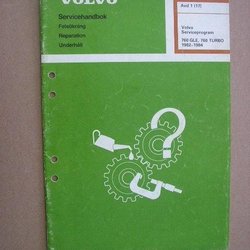 VOLVO
Servicehandbok
Felsökning
Reparation
Underhåll
Avd 1 (17)
Volvo
Serviceprogram
760 GLE, 760 TURBO
1982-1984